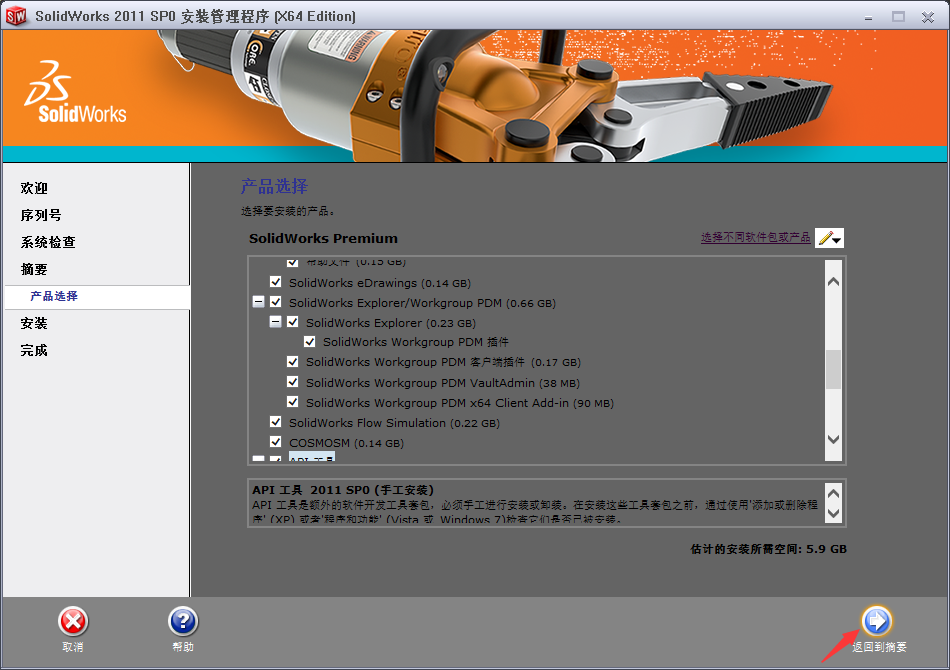 SolidWorks 2011 SP0 安装管理程序 (X64 Edition)
SolidWorks
WARNING
欢迎
序列号
系统检查
摘要
产品选择
安装
完成
产品选择
选择要安装的产品。
SolidWorks Premium
选择不同软件包或产品
帮助文件 (0.15 GB)
SolidWorks eDrawings (0.14 GB)
SolidWorks Explorer/Workgroup PDM (0.66 GB)
SolidWorks Explorer (0.23 GB)
SolidWorks Workgroup PDM 插件
SolidWorks Workgroup PDM 客户端插件 (0.17 GB)
SolidWorks Workgroup PDM VaultAdmin (38 MB)
SolidWorks Workgroup PDM x64 Client Add-in (90 MB)
SolidWorks Flow Simulation (0.22 GB)
COSMOSM (0.14 GB)
API 工具
API 工具  2011 SP0 (手工安装)
API 工具是额外的软件开发工具套包，必须手工进行安装或卸装。在安装这些工具套包之前，通过使用'添加或删除程
序' (XP) 或者'程序和功能' (Vista 或 Windows 7)检查它们是否已被安装。
估计的安装所需空间: 5.9 GB
取消
帮助
返回到摘要